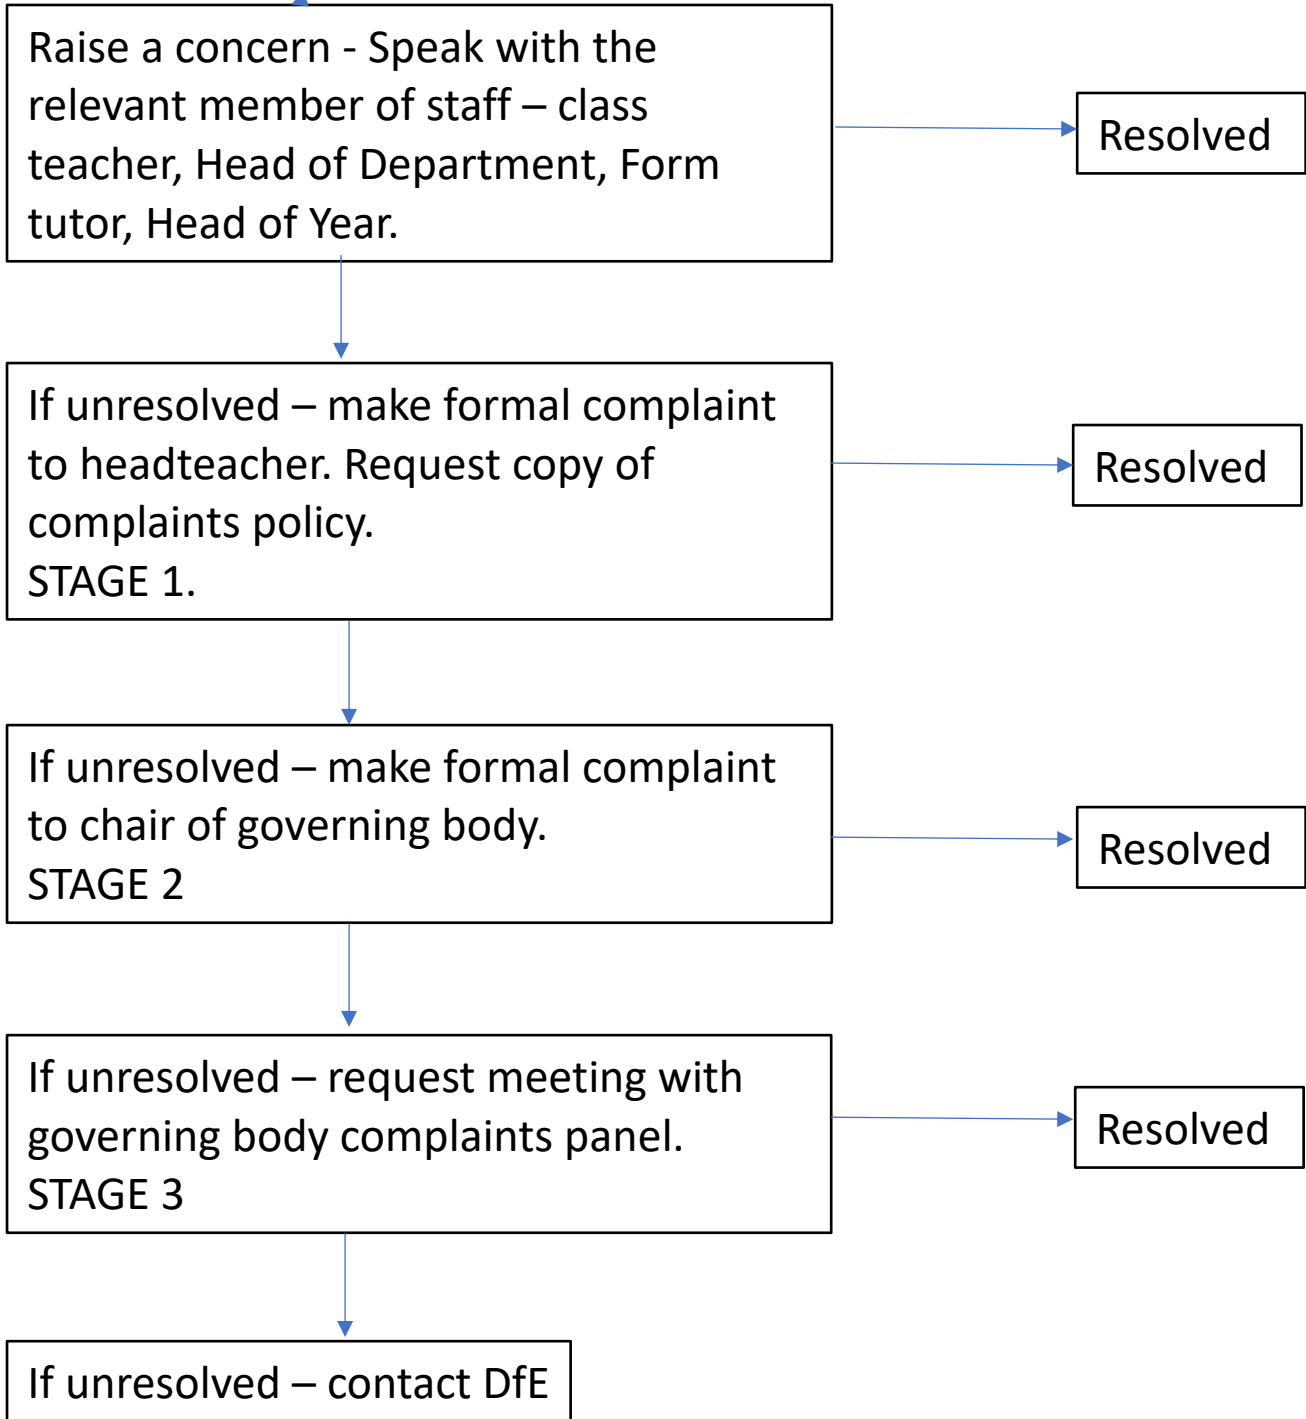 Raise a concern - Speak with the
relevant member of staff – class
teacher, Head of Department, Form
tutor, Head of Year.
Resolved
If unresolved – make formal complaint
to headteacher. Request copy of
complaints policy.
STAGE 1.
Resolved
If unresolved – make formal complaint
to chair of governing body.
STAGE 2
Resolved
If unresolved – request meeting with
governing body complaints panel.
STAGE 3
Resolved
If unresolved – contact DfE